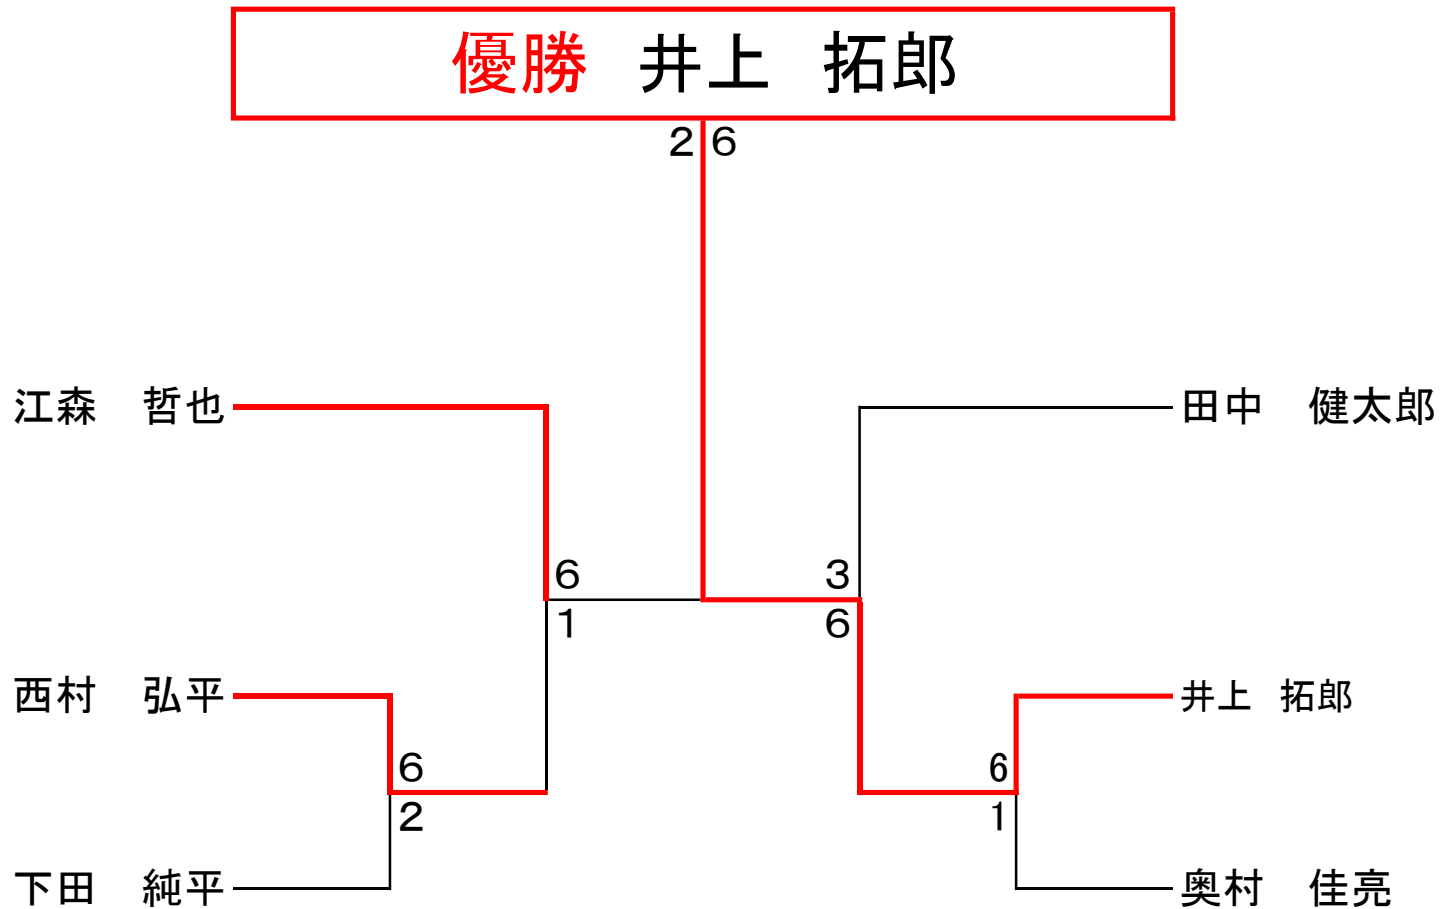 優勝　井上　拓郎
２６
江森　哲也
田中　健太郎
６
３
１
６
西村　弘平
井上　拓郎
６
6
２
１
下田　純平
奥村　佳亮